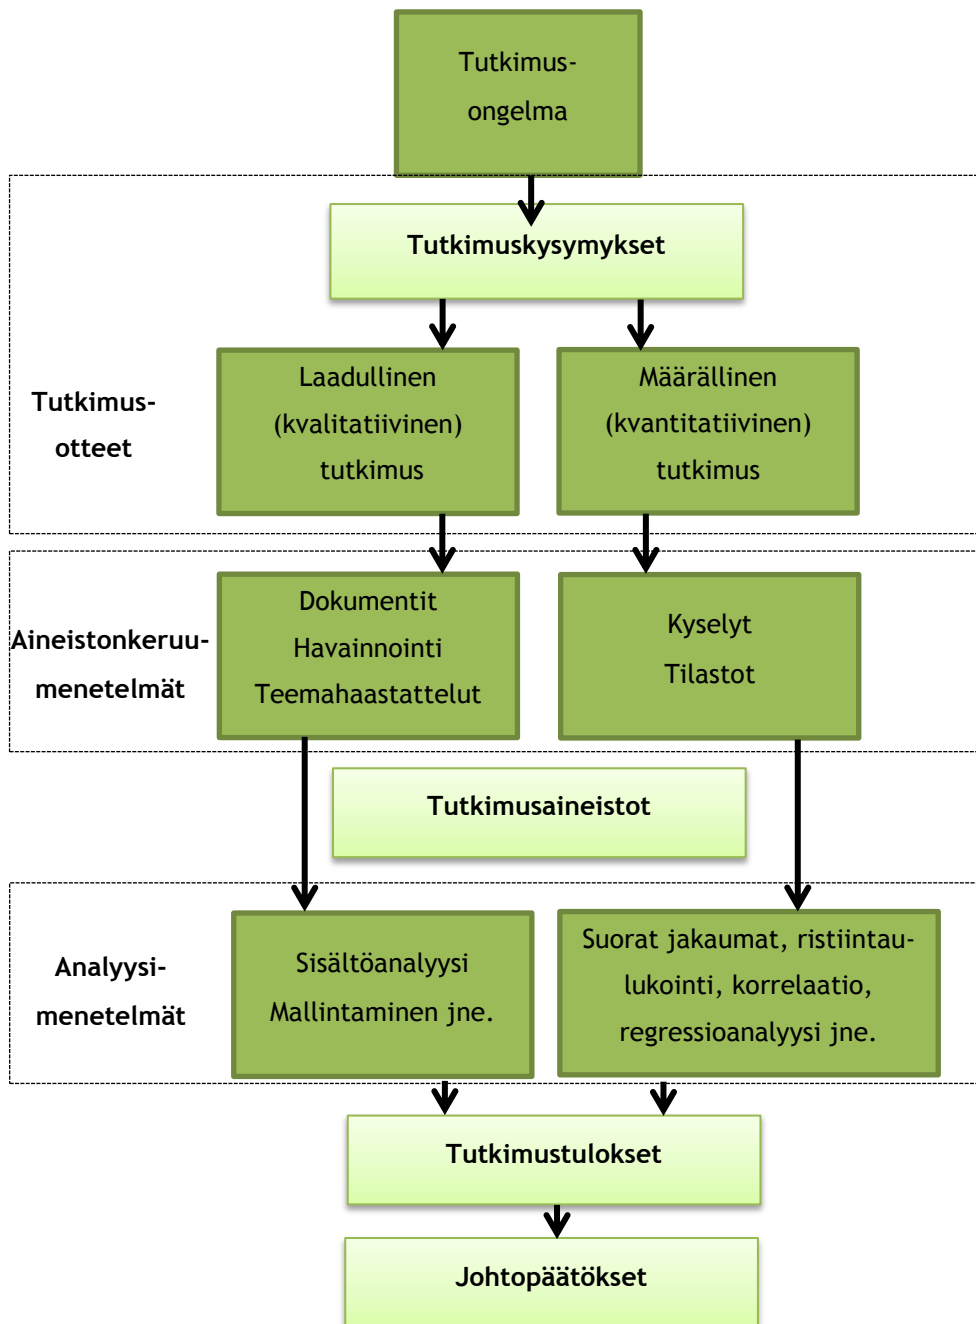 Tutkimus-
ongelma
Tutkimuskysymykset
Tutkimus-
otteet
Laadullinen
(kvalitatiivinen)
tutkimus
Määrällinen
(kvantitatiivinen)
tutkimus
Aineistonkeruu-
menetelmät
Dokumentit
Havainnointi
Teemahaastattelut
Kyselyt
Tilastot
Tutkimusaineistot
Analyysi-
menetelmät
Sisältöanalyysi
Mallintaminen jne.
Suorat jakaumat, ristiintau-
lukointi, korrelaatio,
regressioanalyysi jne.
Tutkimustulokset
Johtopäätökset